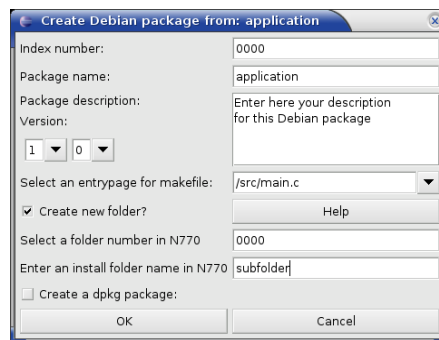 Create Debian package from: application
Index number: 0000
Package name: application
Package description: Enter here your description
for this Debian package
Version:
1 0
Select an entrypage for makefile: /src/main.c
Create new folder? Help
Select a folder number in N770 0000
Enter an install folder name in N770 subfolder
Create a dpkg package:
OK Cancel